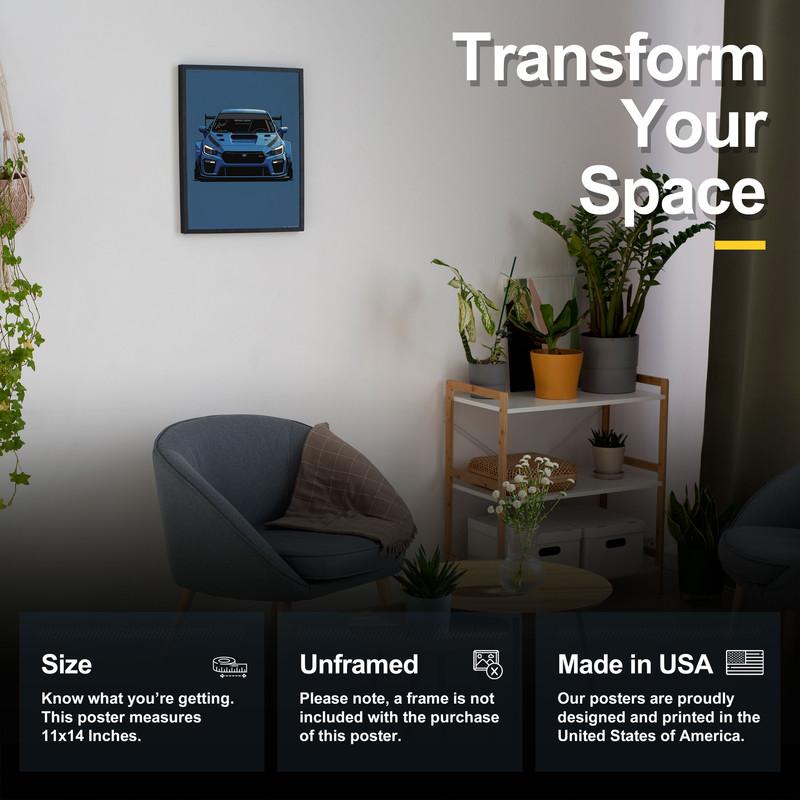 Transform
Your
Space
Size
Know what you're getting.
This poster measures
11x14 Inches.
Unframed
Please note, a frame is not
included with the purchase
of this poster.
Made in USA
Our posters are proudly
designed and printed in the
United States of America.